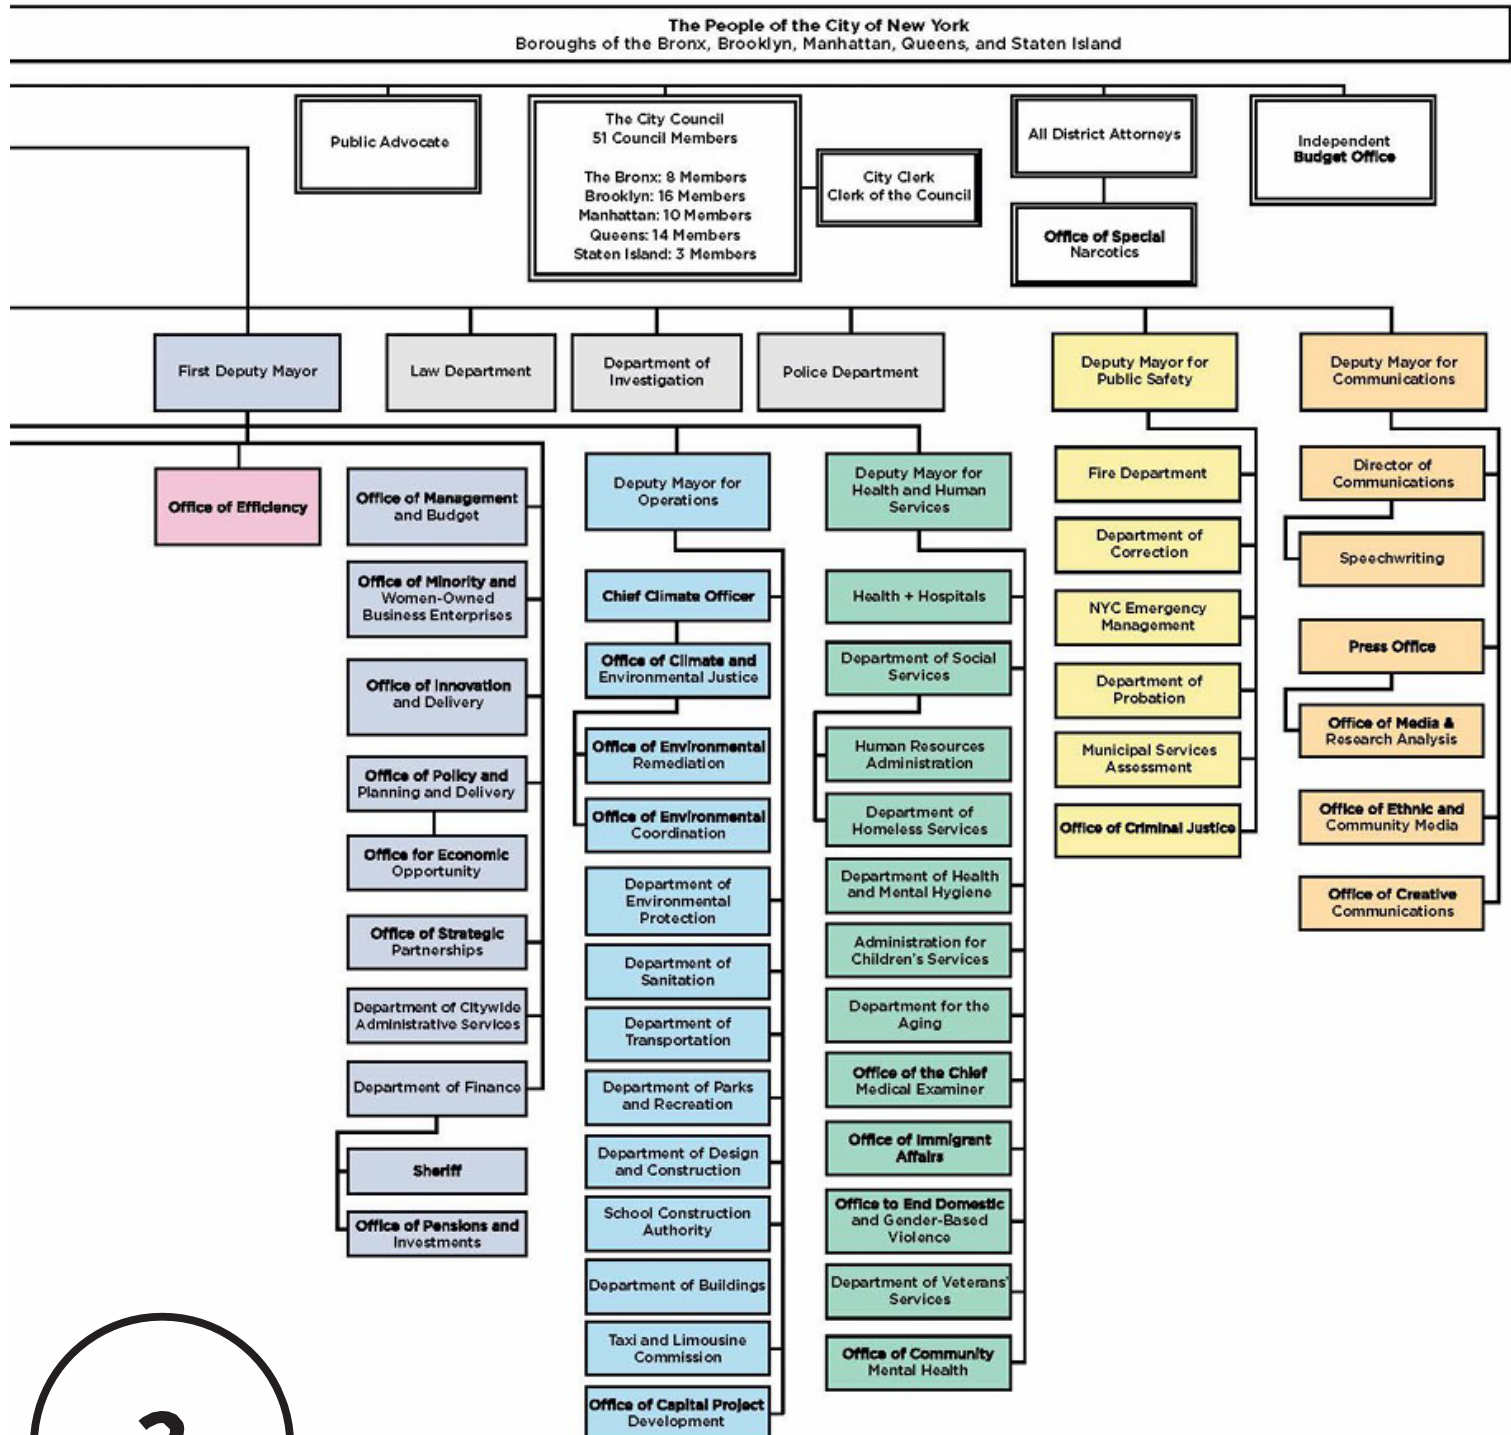 The People of the City of New York
Boroughs of the Bronx, Brooklyn, Manhattan, Queens, and Staten Island
Public Advocate
The City Council
51 Council Members
The Bronx: 8 Members
Brooklyn: 16 Members
Manhattan: 10 Members
Queens: 14 Members
Staten Island: 3 Members
City Clerk
Clerk of the Council
All District Attorneys
Office of Special
Narcotics
Independent
Budget Office
First Deputy Mayor
Law Department
Department of
Investigation
Police Department
Deputy Mayor for
Public Safety
Deputy Mayor for
Communications
Office of Efficiency
Office of Management
and Budget
Office of Minority and
Women-Owned
Business Enterprises
Office of Innovation
and Delivery
Office of Policy and
Planning and Delivery
Office for Economic
Opportunity
Office of Strategic
Partnerships
Department of Citywide
Administrative Services
Department of Finance
Sheriff
Office of Pensions and
Investments
Deputy Mayor for
Operations
Chief Climate Officer
Office of Climate and
Environmental Justice
Office of Environmental
Remediation
Office of Environmental
Coordination
Department of
Environmental
Protection
Department of
Sanitation
Department of
Transportation
Department of Parks
and Recreation
Department of Design
and Construction
School Construction
Authority
Department of Buildings
Taxi and Limousine
Commission
Office of Capital Project
Development
Deputy Mayor for
Health and Human
Services
Health + Hospitals
Department of Social
Services
Human Resources
Administration
Department of
Homeless Services
Department of Health
and Mental Hygiene
Administration for
Children's Services
Department for the
Aging
Office of the Chief
Medical Examiner
Office of Immigrant
Affairs
Office to End Domestic
and Gender-Based
Violence
Department of Veterans'
Services
Office of Community
Mental Health
Fire Department
Department of
Correction
NYC Emergency
Management
Department of
Probation
Municipal Services
Assessment
Office of Criminal Justice
Director of
Communications
Speechwriting
Press Office
Office of Media &
Research Analysis
Office of Ethnic and
Community Media
Office of Creative
Communications